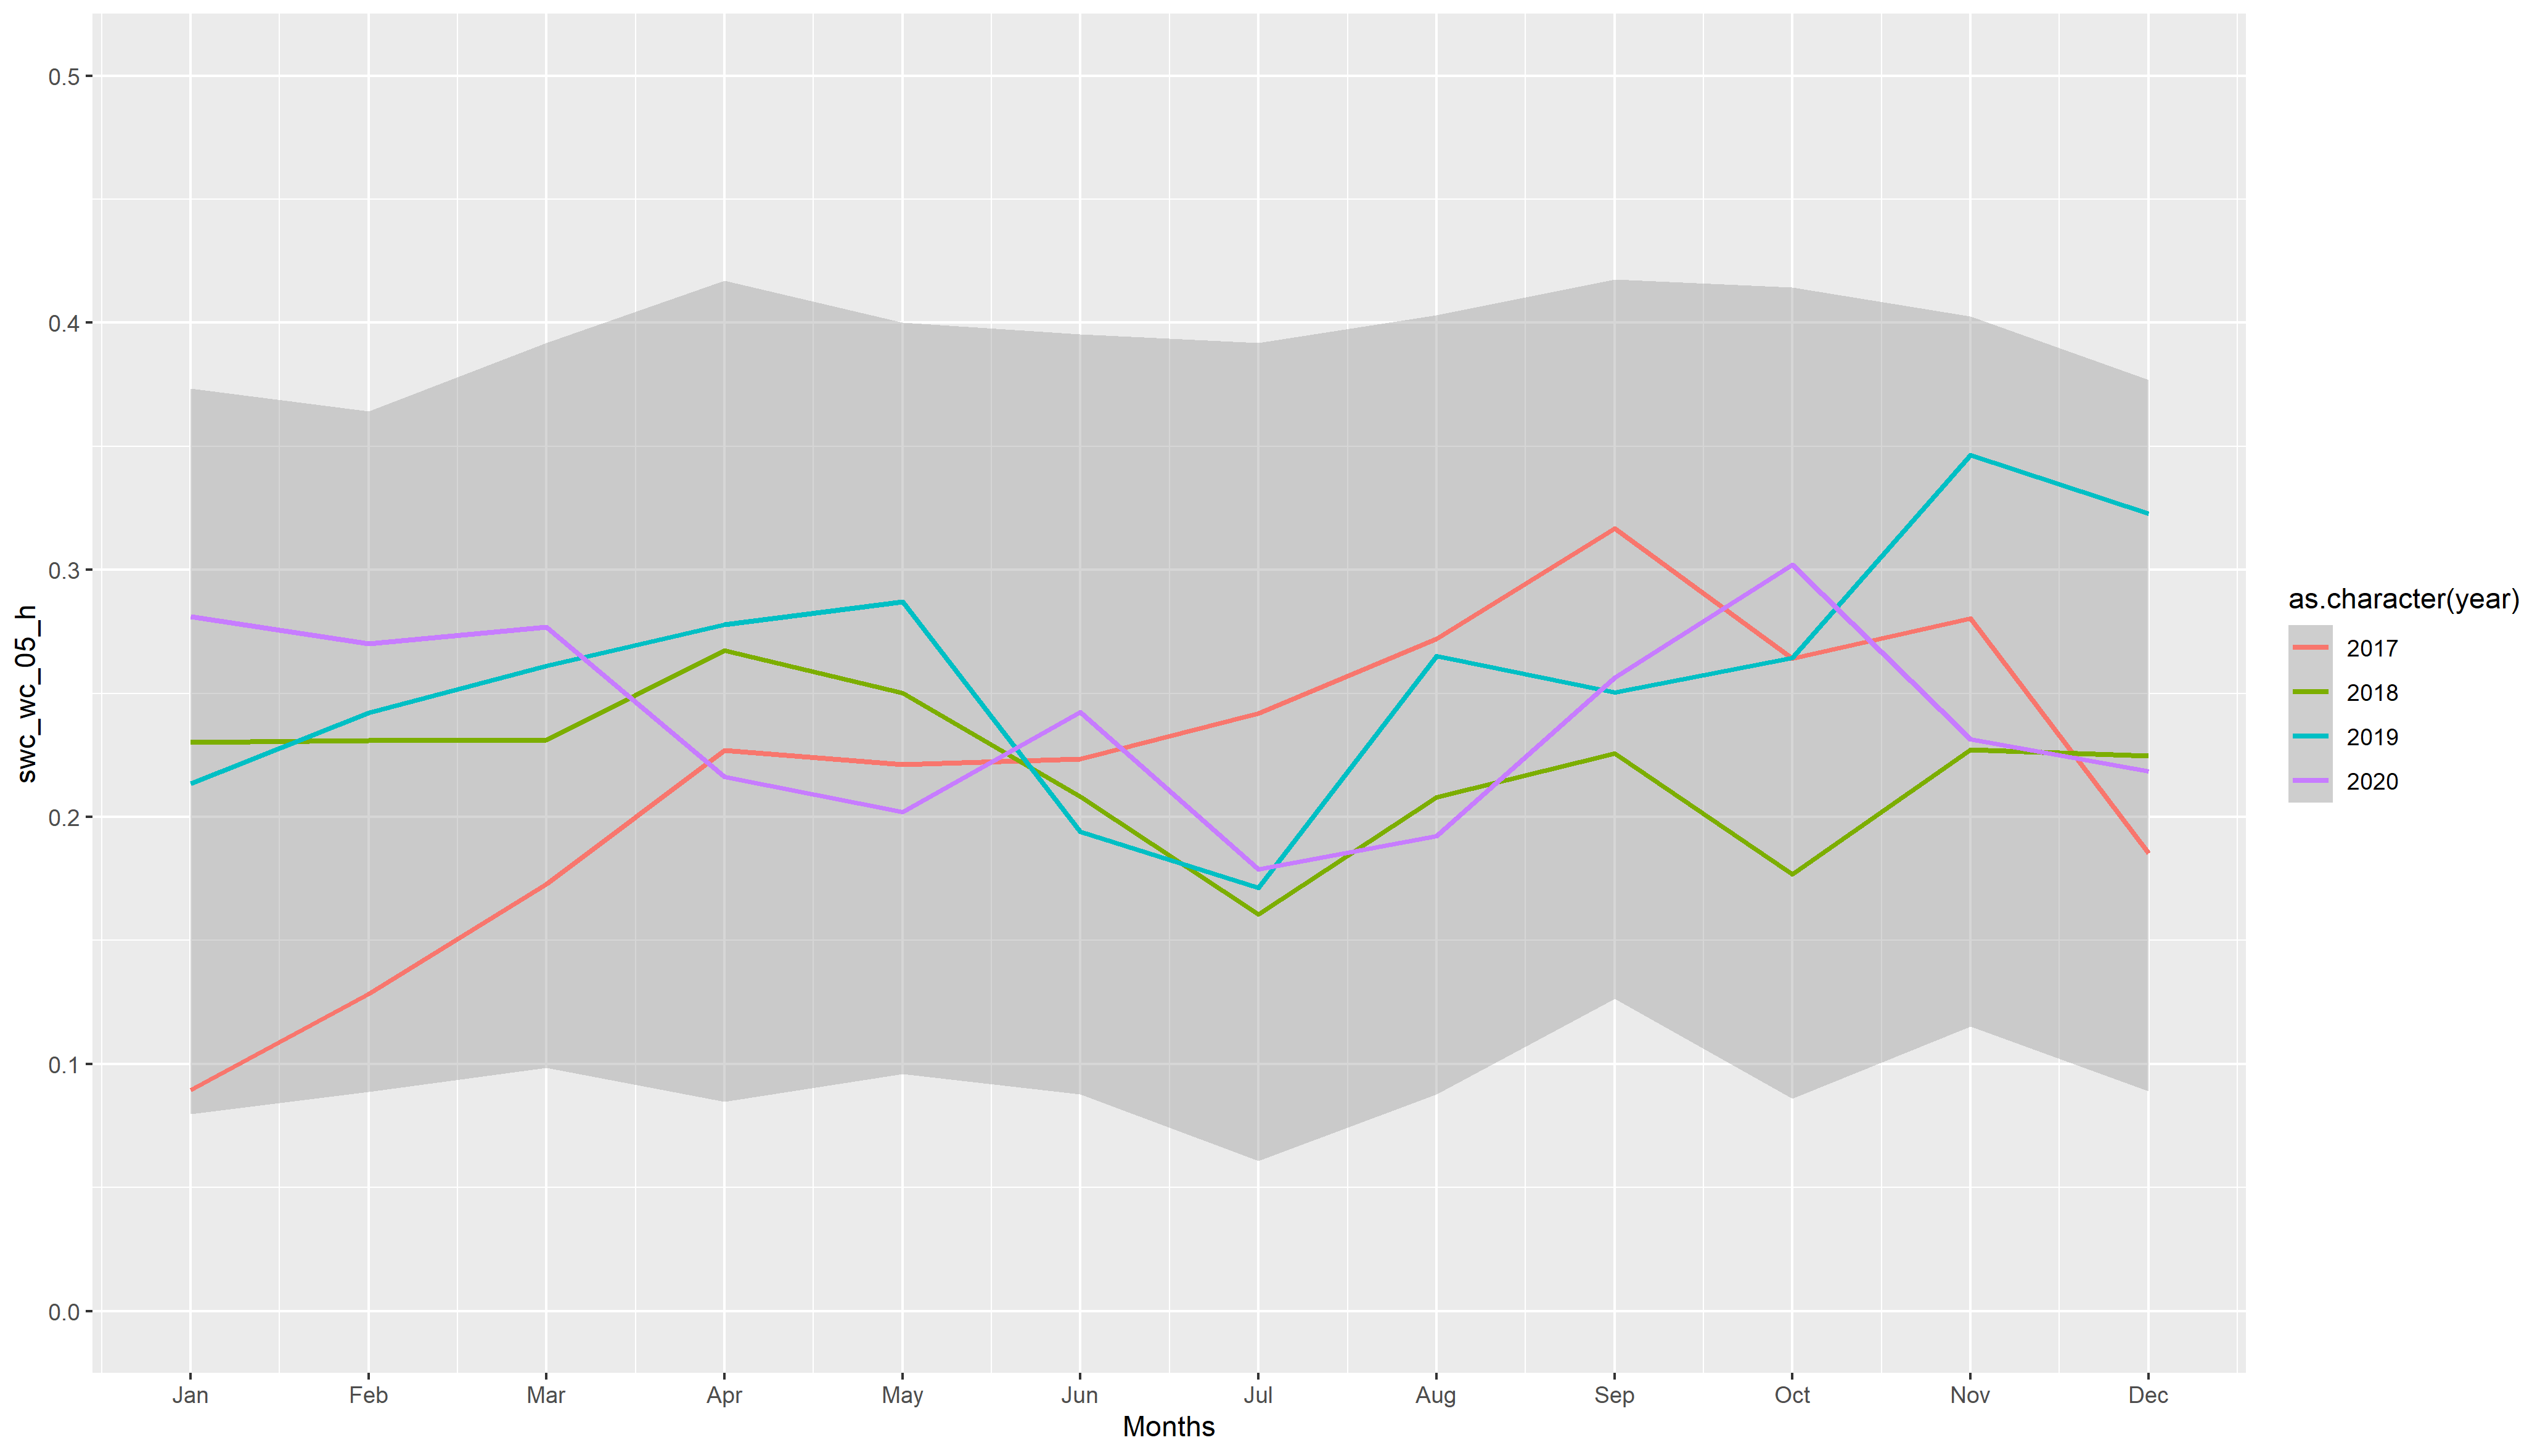 swc_wc_05_h
0.5
0.4
0.3
0.2
0.1
0.0
Jan Feb Mar Apr May Jun Jul Aug Sep Oct Nov Dec
Months
as.character(year)
2017
2018
2019
2020